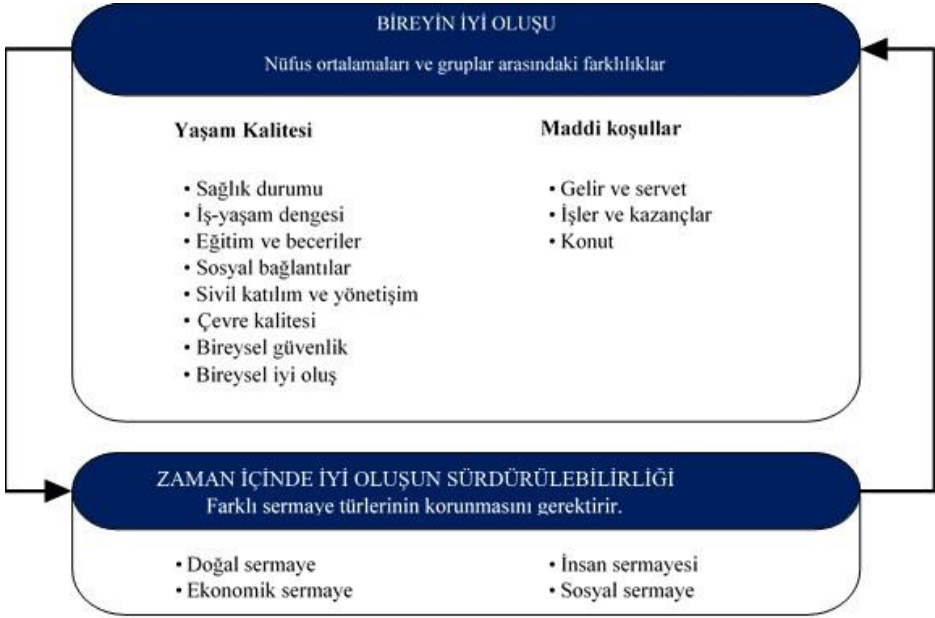 BİREYİN İYİ OLUŞU
Nüfus ortalamaları ve gruplar arasındaki farklılıklar
Yaşam Kalitesi
• Sağlık durumu
• İş-yaşam dengesi
• Eğitim ve beceriler
• Sosyal bağlantılar
• Sivil katılım ve yönetişim
• Çevre kalitesi
• Bireysel güvenlik
• Bireysel iyi oluş
Maddi koşullar
• Gelir ve servet
• İşler ve kazançlar
• Konut
ZAMAN İÇİNDE İYİ OLUŞUN SÜRDÜRÜLEBİLİRLİĞİ
Farklı sermaye türlerinin korunmasını gerektirir.
• Doğal sermaye
• Ekonomik sermaye
• İnsan sermayesi
• Sosyal sermaye